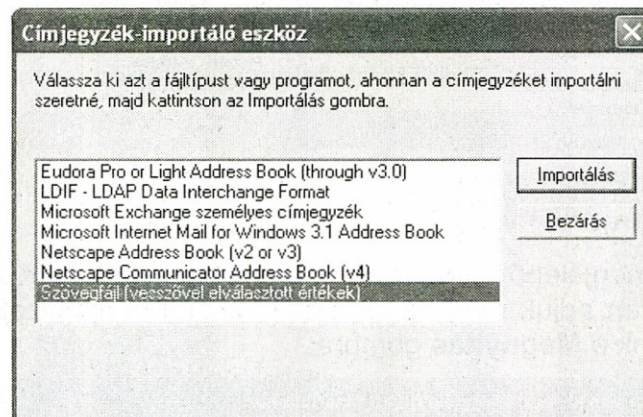 Címjegyzék-importáló eszköz
Válassza ki azt a fájltípust vagy programot, ahonnan a címjegyzéket importálni
szeretné, majd kattintson az Importálás gombra.
Eudora Pro or Light Address Book (through v3.0)
LDIF - LDAP Data Interchange Format
Microsoft Exchange személyes címjegyzék
Microsoft Internet Mail for Windows 3.1 Address Book
Netscape Address Book (v2 or v3)
Netscape Communicator Address Book (v4)
Szövegfájl (vesszővel elválasztott értékek)
Importálás
Bezárás